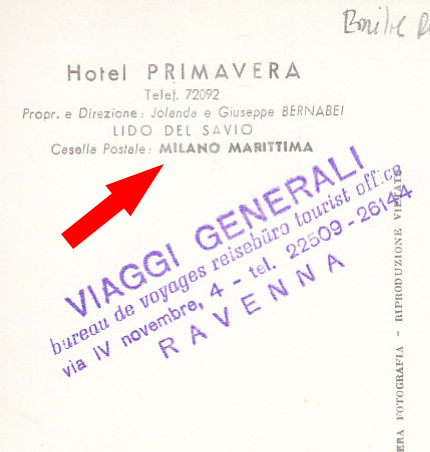 Hotel PRIMAVERA
Telef. 72092
Propr. e Direzione: Jolanda e Giuseppe BERNABEI
LIDO DEL SAVIO
Casella Postale: MILANO MARITTIMA
VIAGGI GENERALI
bureau de voyages reisebüro tourist office
via IV novembre, 4 - tel. 22509 - 26144
RAVENNA
ERA FOTOGRAFIA - RIPRODUZIONE VIETATA